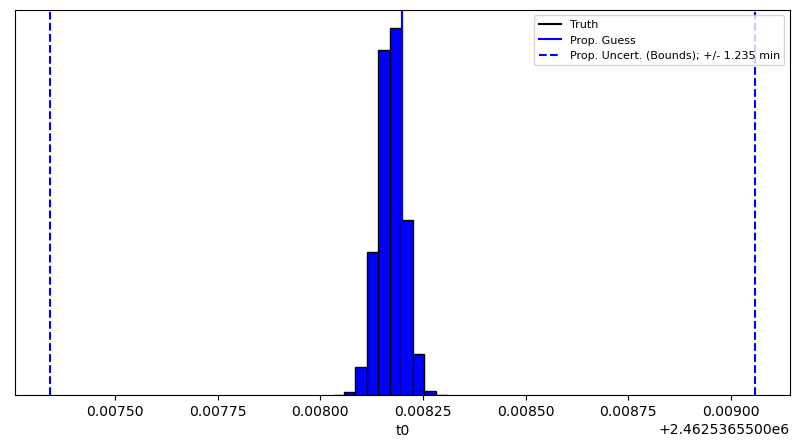 Truth
Prop. Guess
Prop. Uncert. (Bounds); +/- 1.235 min
0.00750 0.00775 0.00800 0.00825 0.00850 0.00875 0.00900
t0
+2.4625365500e6